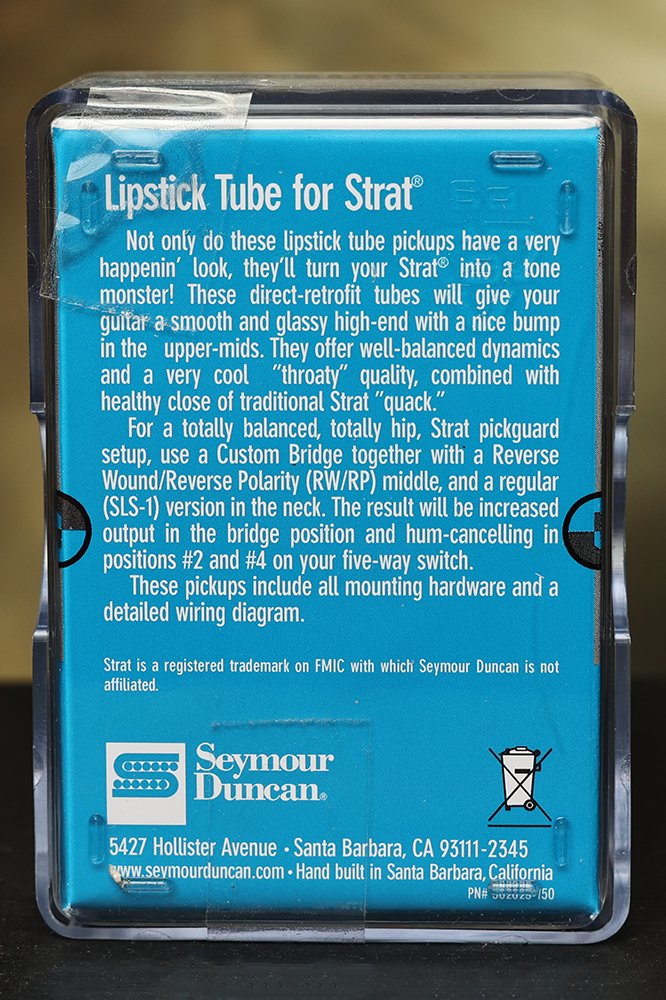 Lipstick Tube for Strat®
Not only do these lipstick tube pickups have a very
happenin’ look, they’ll turn your Strat® into a tone
monster! These direct-retrofit tubes will give your
guitar a smooth and glassy high-end with a nice bump
in the upper-mids. They offer well-balanced dynamics
and a very cool "throaty" quality, combined with
healthy close of traditional Strat "quack."
For a totally balanced, totally hip, Strat pickguard
setup, use a Custom Bridge together with a Reverse
Wound/Reverse Polarity (RW/RP) middle, and a regular
(SLS-1) version in the neck. The result will be increased
output in the bridge position and hum-cancelling in
positions #2 and #4 on your five-way switch.
These pickups include all mounting hardware and a
detailed wiring diagram.
Strat is a registered trademark on FMIC with which Seymour Duncan is not
affiliated.
Seymour
Duncan®
5427 Hollister Avenue • Santa Barbara, CA 93111-2345
www.seymourduncan.com • Hand built in Santa Barbara, California
PN#